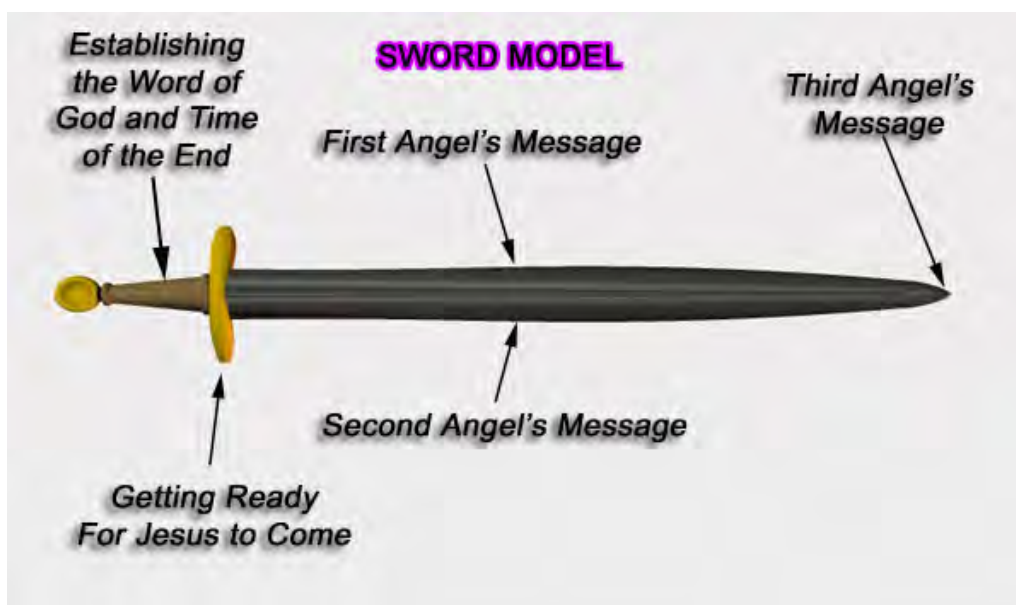 SWORD MODEL
Establishing
the Word of
God and Time
of the End
First Angel's Message
Third Angel's
Message
Second Angel's Message
Getting Ready
For Jesus to Come